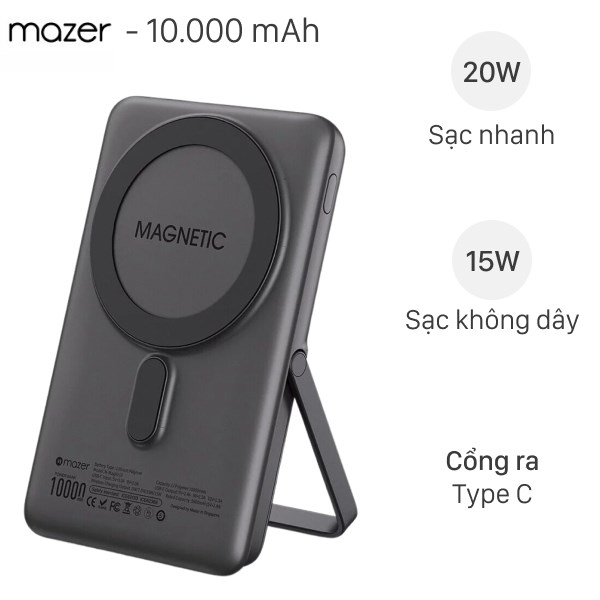 mazer - 10.000 mAh
20W
Sạc nhanh
15W
Sạc không dây
Cổng ra
Type C
MAGNETIC
mazer
10000